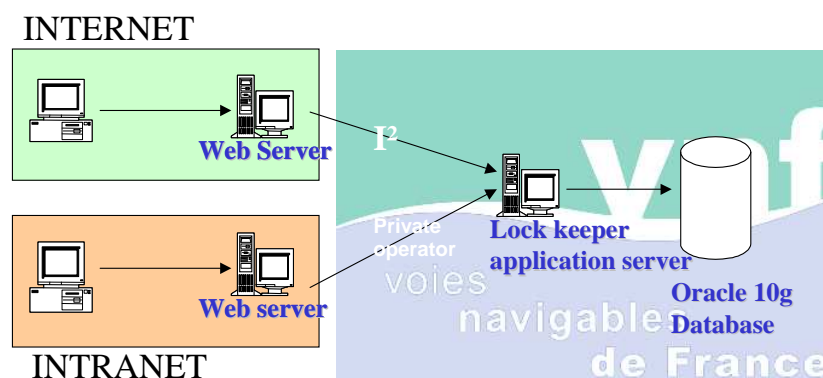 INTERNET
Web Server
I²
vnf
Private
operator
Lock keeper
application server
Web server
voies
navigables
de France
Oracle 10g
Database
INTRANET